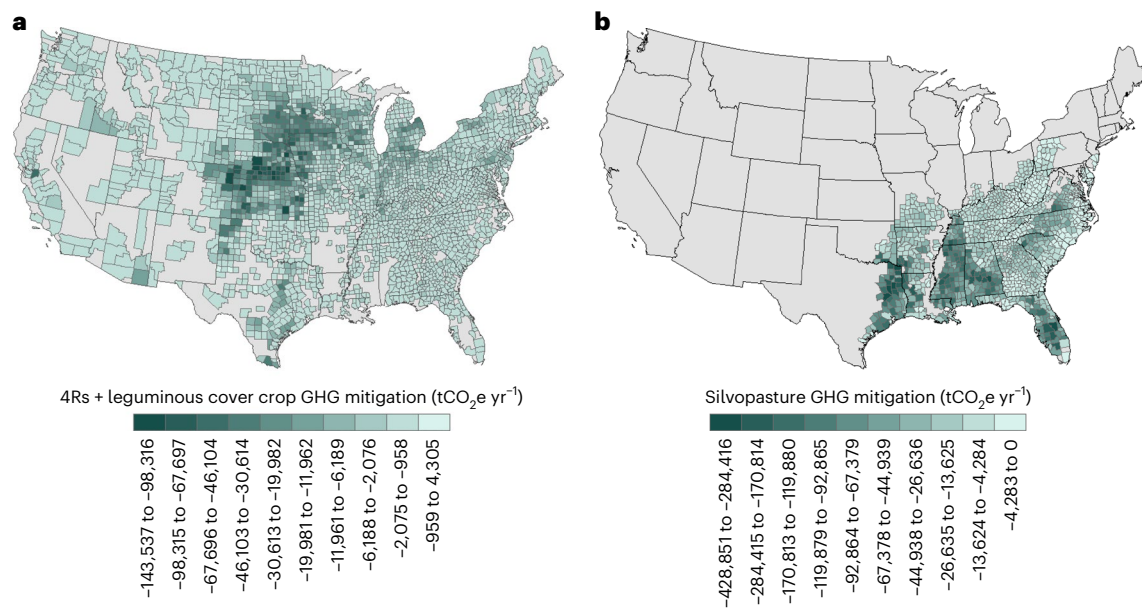 a
b
4Rs + leguminous cover crop GHG mitigation (tCO₂e yr⁻¹)
−143,537 to −98,316
−98,315 to −67,697
−67,696 to −46,104
−46,103 to −30,614
−30,613 to −19,982
−19,981 to −11,962
−11,961 to −6,189
−6,188 to −2,076
−2,075 to −958
−959 to 4,305
Silvopasture GHG mitigation (tCO₂e yr⁻¹)
−428,851 to −284,416
−284,415 to −170,814
−170,813 to −119,880
−119,879 to −92,865
−92,864 to −67,379
−67,378 to −44,939
−44,938 to −26,636
−26,635 to −13,625
−13,624 to −4,284
−4,283 to 0